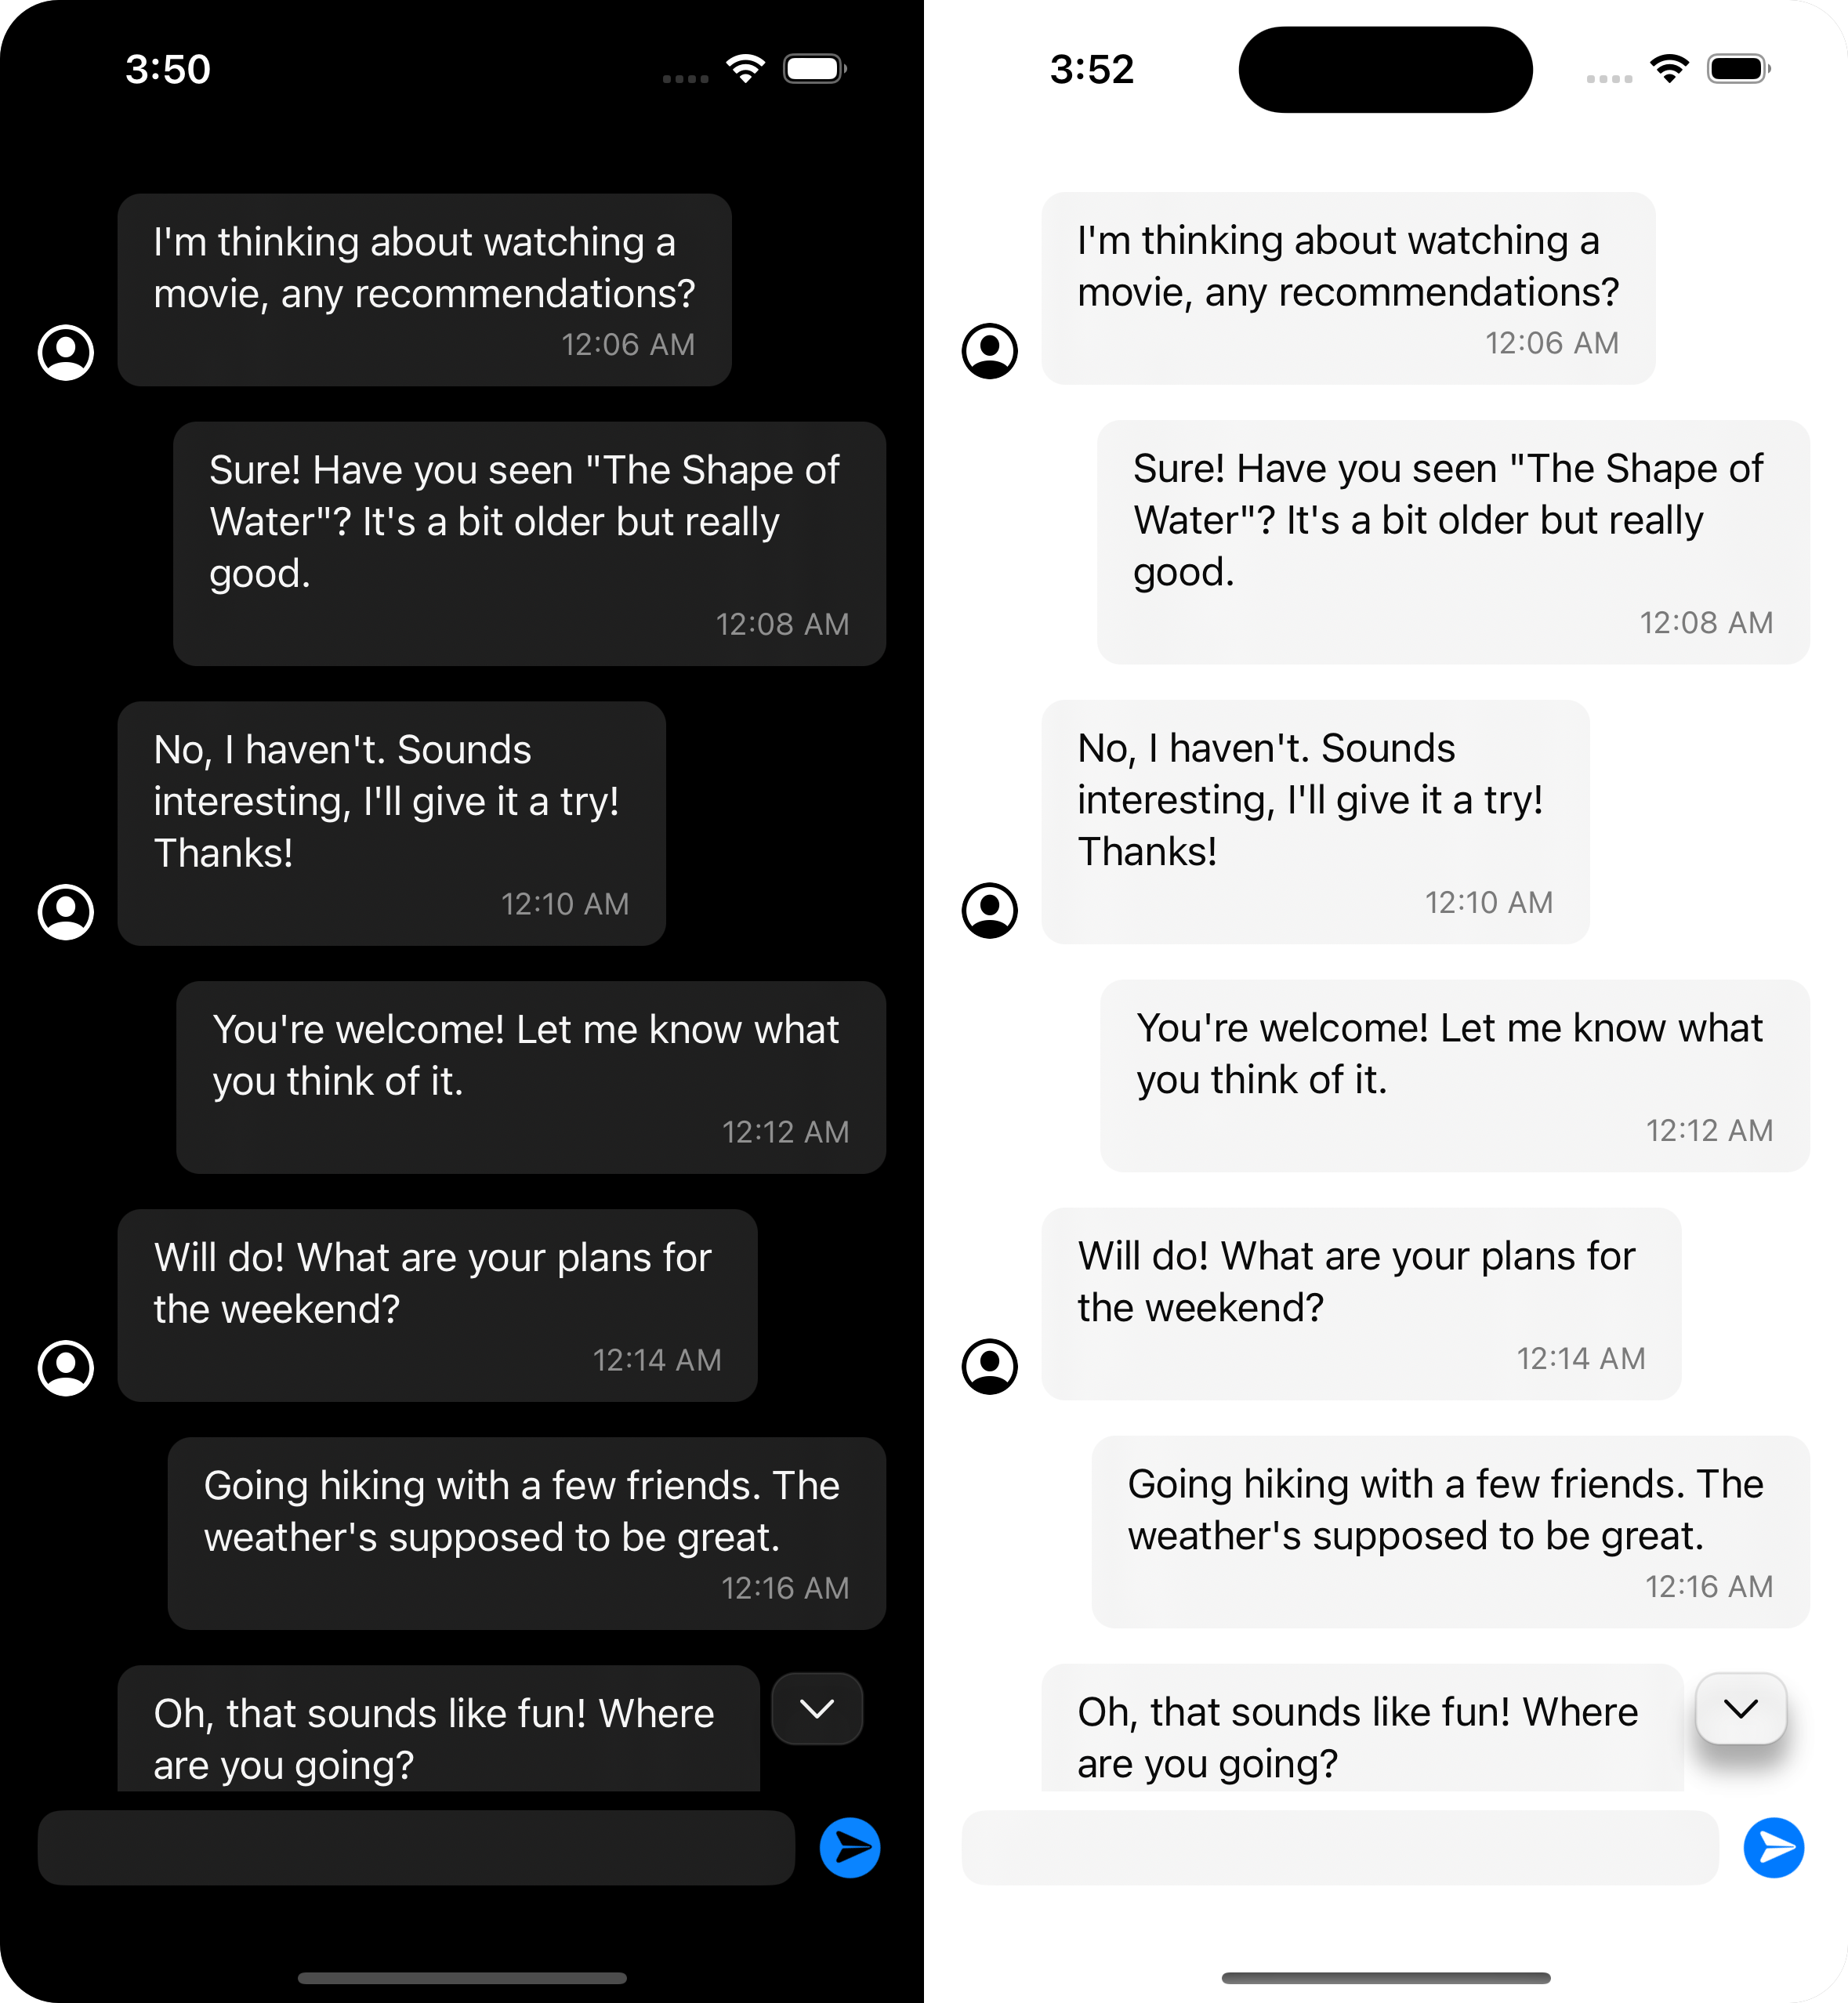 3:50
I'm thinking about watching a
movie, any recommendations?
12:06 AM
Sure! Have you seen "The Shape of
Water"? It's a bit older but really
good.
12:08 AM
No, I haven't. Sounds
interesting, I'll give it a try!
Thanks!
12:10 AM
You're welcome! Let me know what
you think of it.
12:12 AM
Will do! What are your plans for
the weekend?
12:14 AM
Going hiking with a few friends. The
weather's supposed to be great.
12:16 AM
Oh, that sounds like fun! Where
are you going?
3:52
I'm thinking about watching a
movie, any recommendations?
12:06 AM
Sure! Have you seen "The Shape of
Water"? It's a bit older but really
good.
12:08 AM
No, I haven't. Sounds
interesting, I'll give it a try!
Thanks!
12:10 AM
You're welcome! Let me know what
you think of it.
12:12 AM
Will do! What are your plans for
the weekend?
12:14 AM
Going hiking with a few friends. The
weather's supposed to be great.
12:16 AM
Oh, that sounds like fun! Where
are you going?